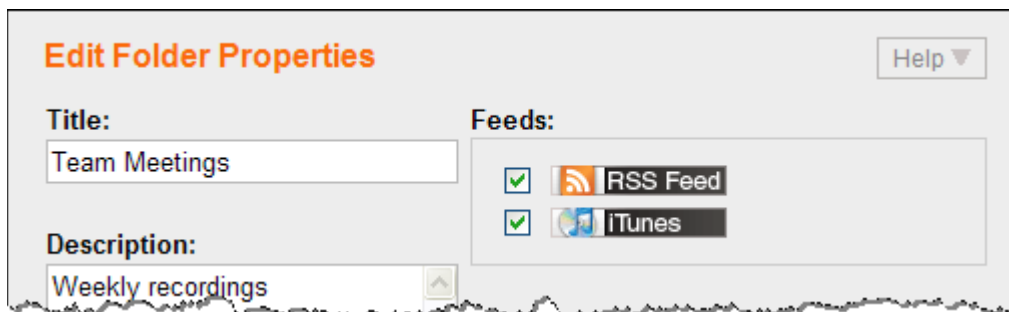 Edit Folder Properties
Help
Title:
Feeds:
Team Meetings
RSS Feed
iTunes
Description:
Weekly recordings